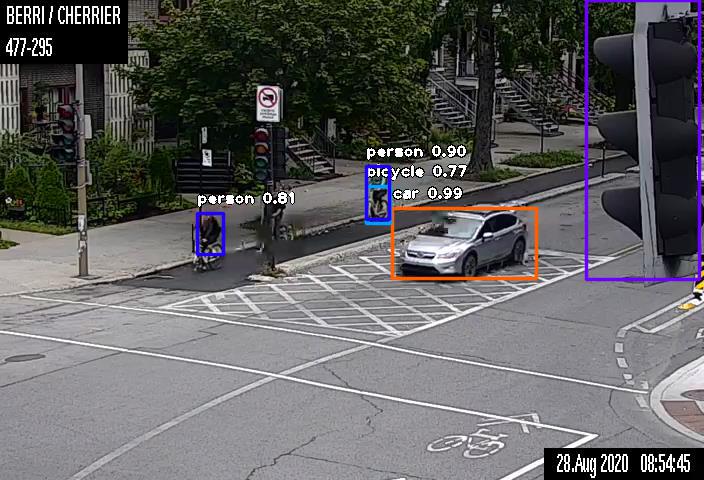 BERRI / CHERRIER
477-295
person 0.90
bicycle 0.77
car 0.99
person 0.81
28.Aug 2020 08:54:45